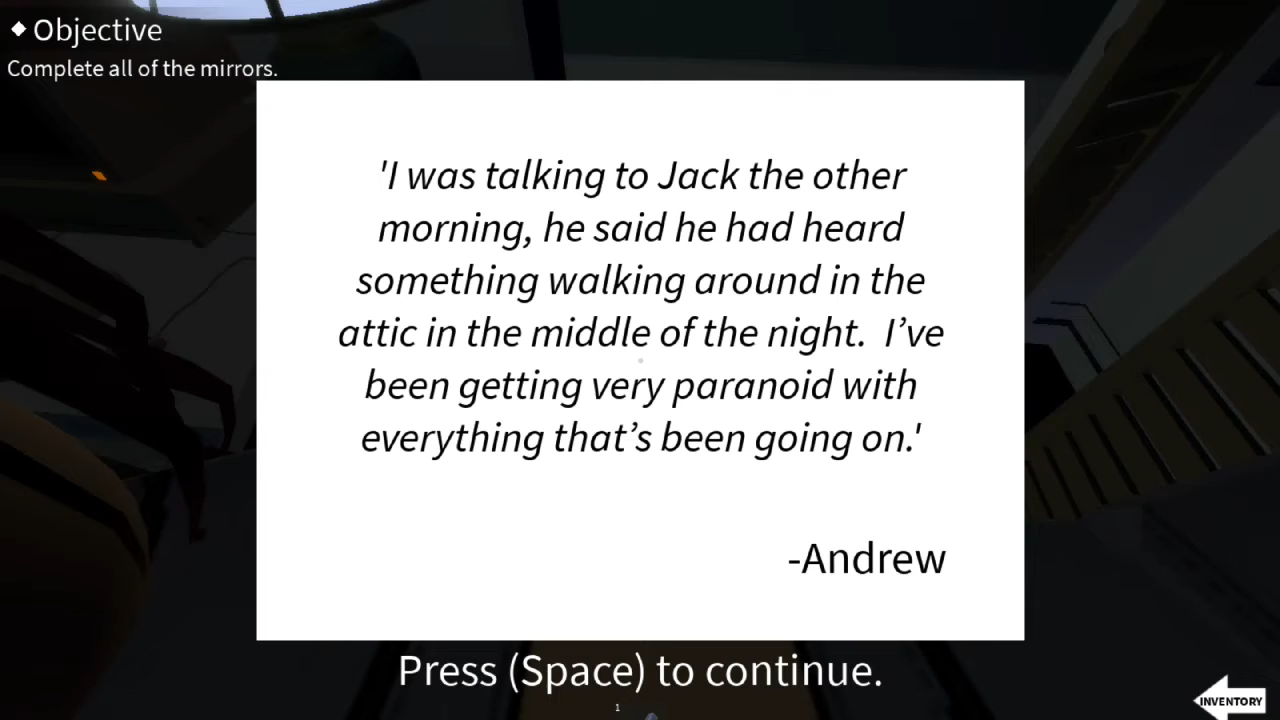 Objective
Complete all of the mirrors.
'I was talking to Jack the other
morning, he said he had heard
something walking around in the
attic in the middle of the night.  I’ve
been getting very paranoid with
everything that’s been going on.'
-Andrew
Press (Space) to continue.
1
INVENTORY